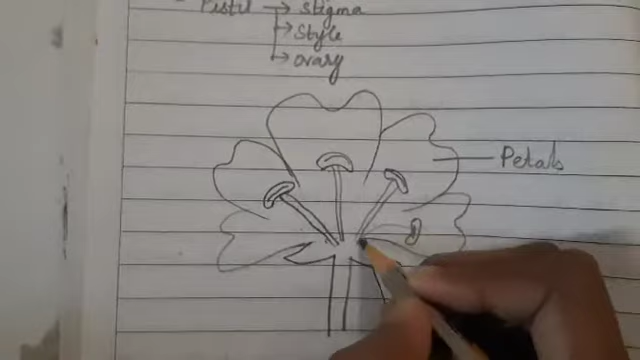 Pistil → stigma
→ Style
→ ovary
Petals